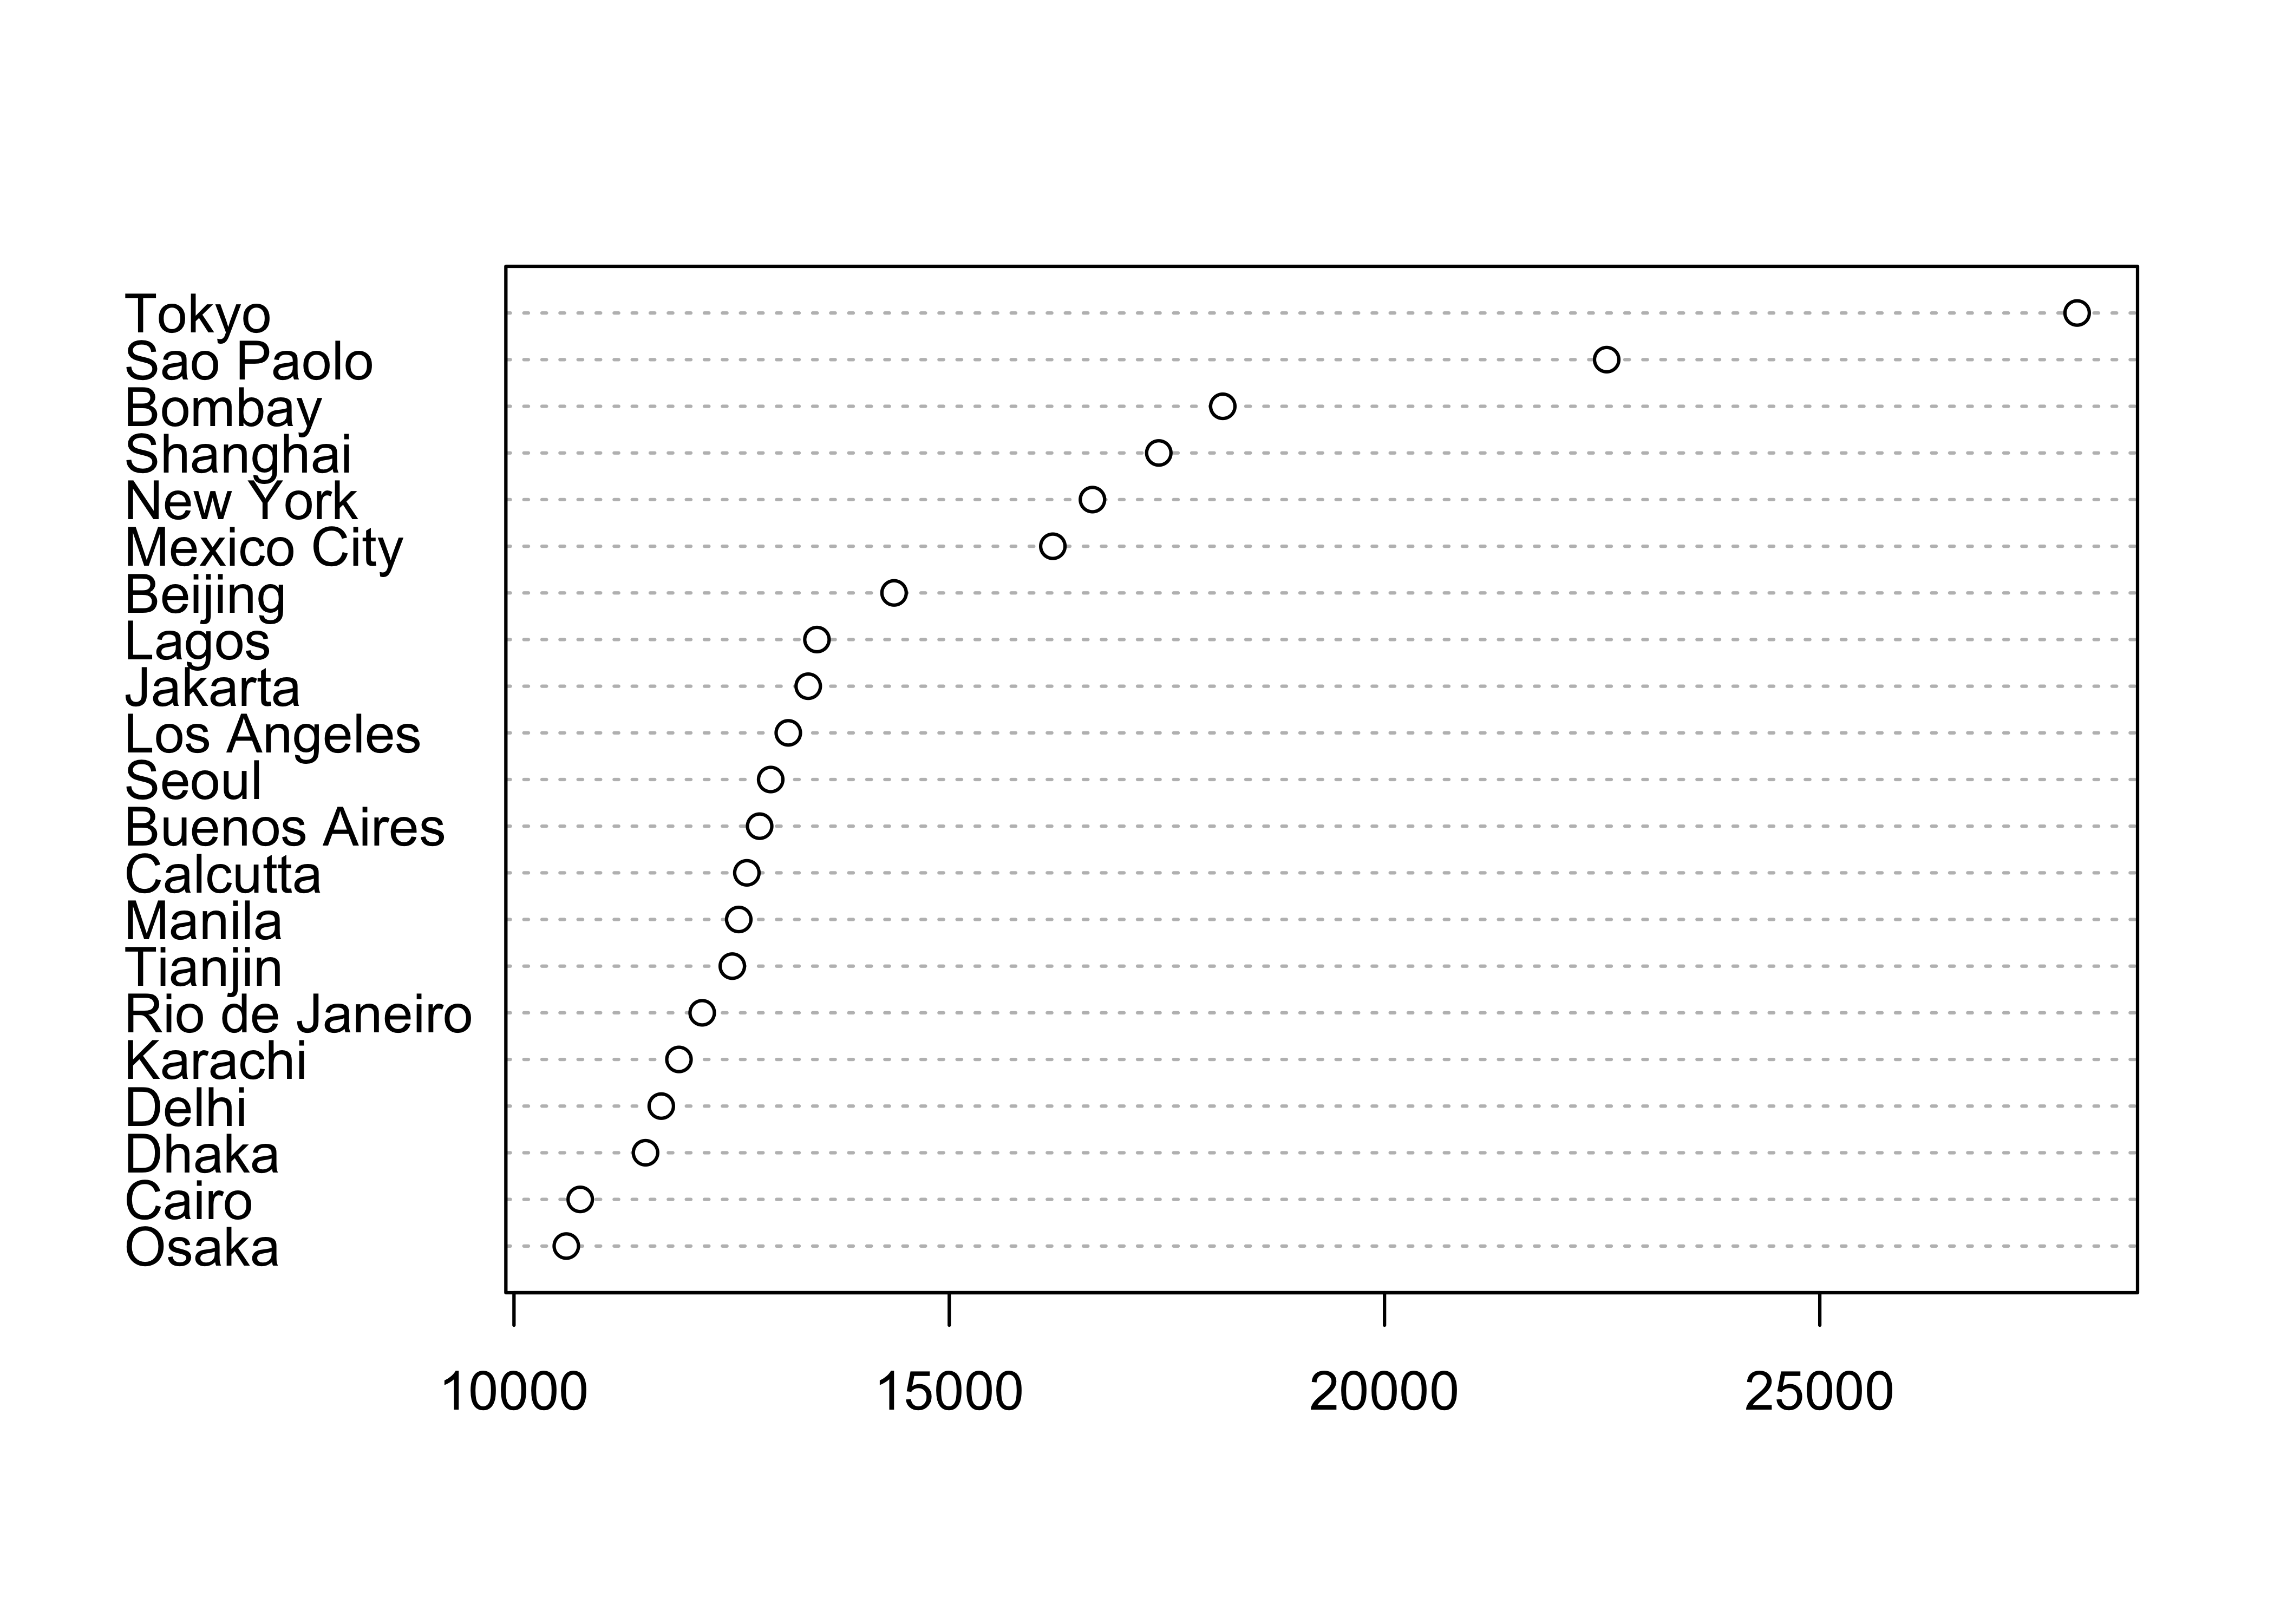 Tokyo
Sao Paolo
Bombay
Shanghai
New York
Mexico City
Beijing
Lagos
Jakarta
Los Angeles
Seoul
Buenos Aires
Calcutta
Manila
Tianjin
Rio de Janeiro
Karachi
Delhi
Dhaka
Cairo
Osaka
10000 15000 20000 25000